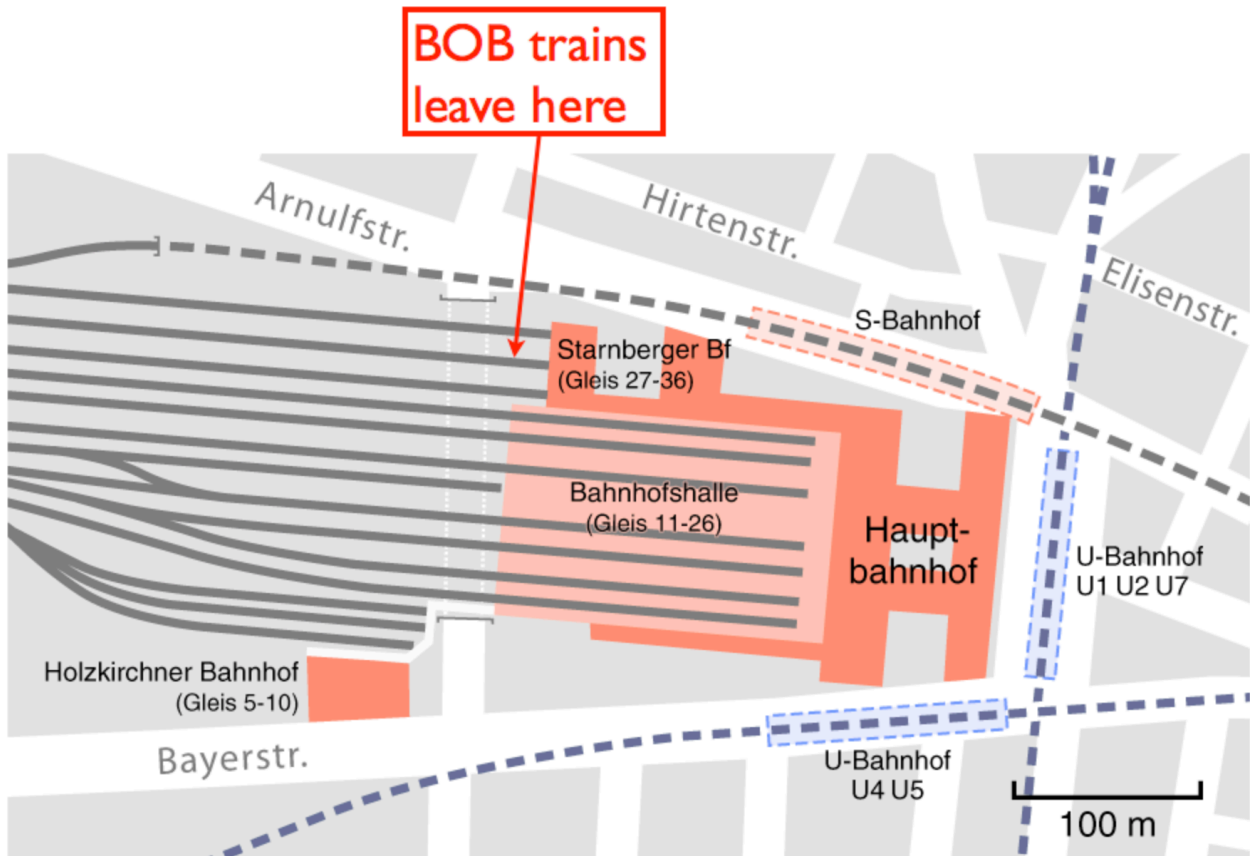 BOB trains
leave here
Arnulfstr.
Hirtenstr.
Elisenstr.
S-Bahnhof
Starnberger Bf
(Gleis 27-36)
Bahnhofshalle
(Gleis 11-26)
Haupt-
bahnhof
U-Bahnhof
U1 U2 U7
Holzkirchner Bahnhof
(Gleis 5-10)
Bayerstr.
U-Bahnhof
U4 U5
100 m